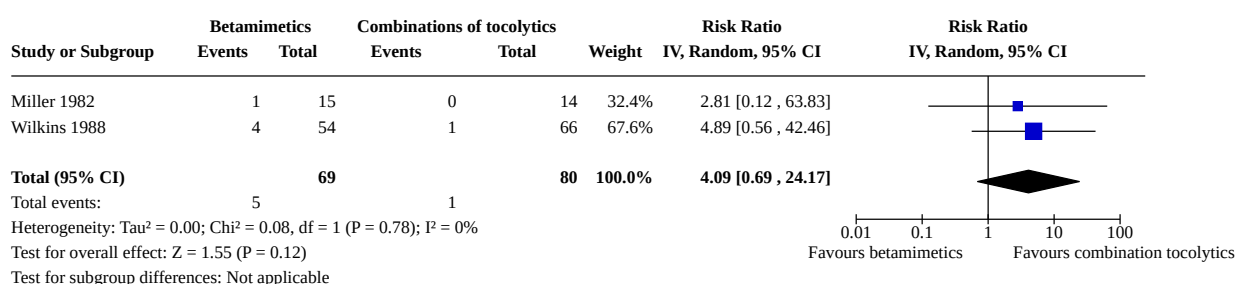 Betamimetics Combinations of tocolytics Risk Ratio Risk Ratio
Study or Subgroup Events Total Events Total Weight IV, Random, 95% CI IV, Random, 95% CI
Miller 1982 1 15 0 14 32.4% 2.81 [0.12 , 63.83]
Wilkins 1988 4 54 1 66 67.6% 4.89 [0.56 , 42.46]
Total (95% CI) 69 80 100.0% 4.09 [0.69 , 24.17]
Total events: 5 1
Heterogeneity: Tau² = 0.00; Chi² = 0.08, df = 1 (P = 0.78); I² = 0%
0.01 0.1 1 10 100
Test for overall effect: Z = 1.55 (P = 0.12) Favours betamimetics Favours combination tocolytics
Test for subgroup differences: Not applicable